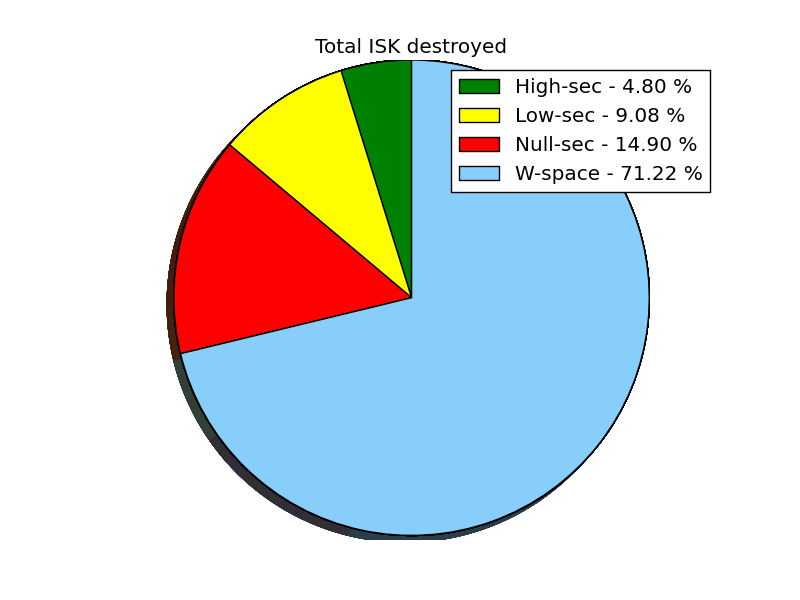 Total ISK destroyed
High-sec - 4.80 %
Low-sec - 9.08 %
Null-sec - 14.90 %
W-space - 71.22 %